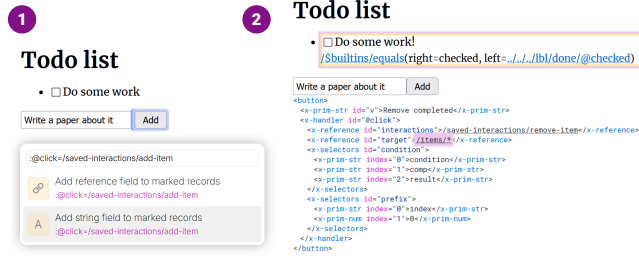 1
Todo list
Do some work
Write a paper about it Add
:@click=/saved-interactions/add-item
Add reference field to marked records
:@click=/saved-interactions/add-item
A
Add string field to marked records
:@click=/saved-interactions/add-item
2
Todo list
Do some work!
/$builtins/equals(right=checked, left=../../../lbl/done/@checked)
Write a paper about it Add
<button>
<x-prim-str id="v">Remove completed</x-prim-str>
<x-handler id="@click">
<x-reference id="interactions">/saved-interactions/remove-item</x-reference>
<x-reference id="target">/items/*</x-reference>
<x-selectors id="condition">
<x-prim-str index="0">condition</x-prim-str>
<x-prim-str index="1">comp</x-prim-str>
<x-prim-str index="2">result</x-prim-str>
</x-selectors>
<x-selectors id="prefix">
<x-prim-str index="0">index</x-prim-str>
<x-prim-num index="1">0</x-prim-num>
</x-selectors>
</x-handler>
</button>